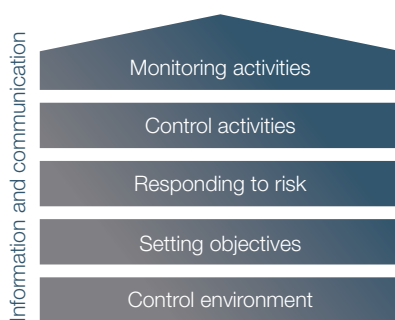 Information and communication
Monitoring activities
Control activities
Responding to risk
Setting objectives
Control environment